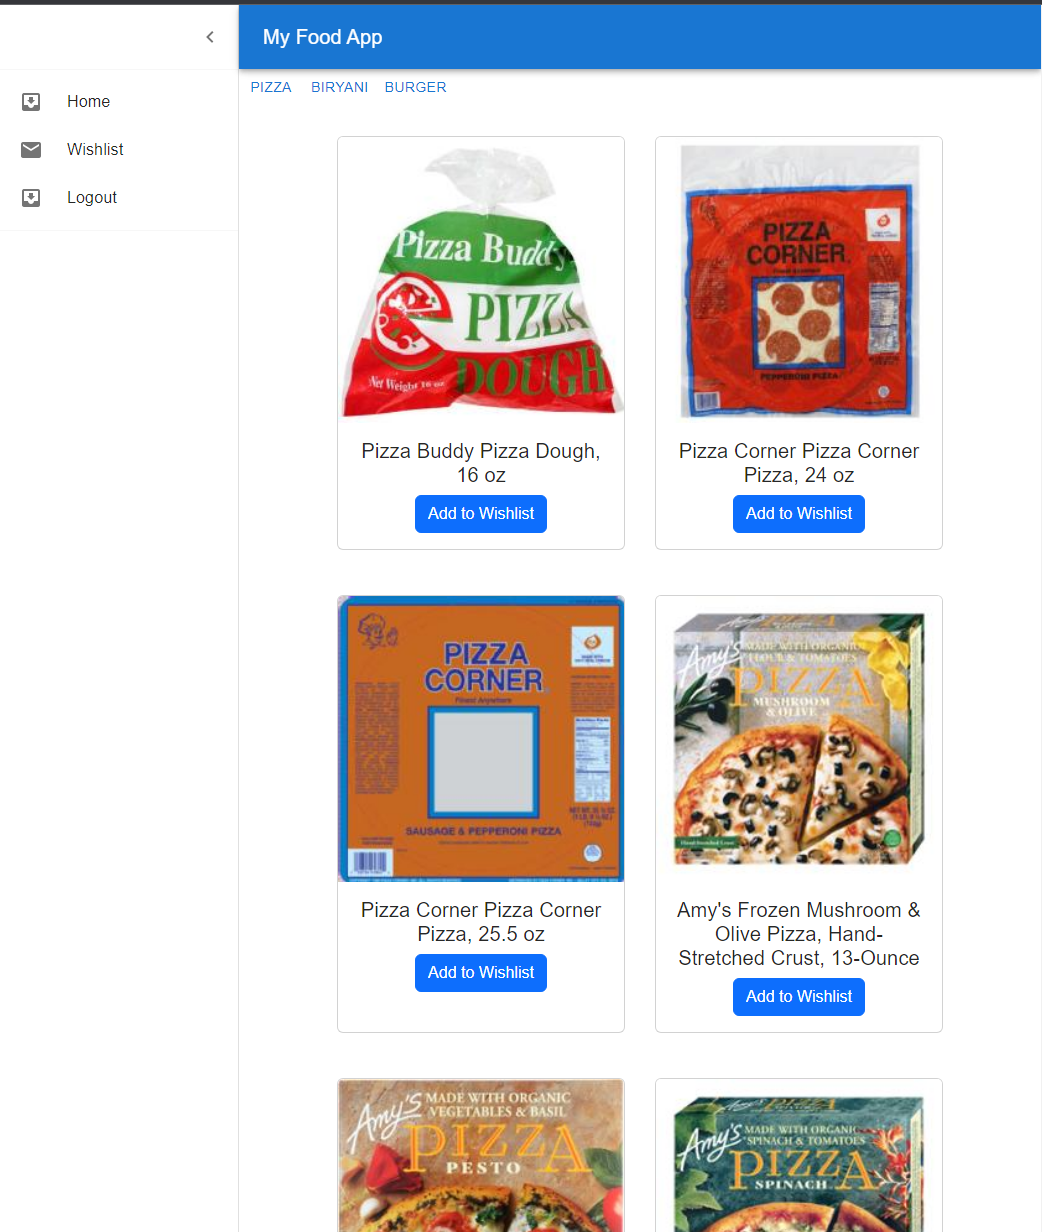 My Food App
Home
Wishlist
Logout
PIZZA BIRYANI BURGER
Pizza Buddy
PIZZA
DOUGH
Net Weight 16 oz
PIZZA
CORNER
Finest Anywhere
PEPPERONI PIZZA
Pizza Buddy Pizza Dough,
16 oz
Add to Wishlist
Pizza Corner Pizza Corner
Pizza, 24 oz
Add to Wishlist
PIZZA
CORNER
Finest Anywhere
SAUSAGE & PEPPERONI PIZZA
Amy's
MADE WITH ORGANIC
FLOUR & TOMATOES
PIZZA
MUSHROOM
& OLIVE
Hand-Stretched Crust
Pizza Corner Pizza Corner
Pizza, 25.5 oz
Add to Wishlist
Amy's Frozen Mushroom &
Olive Pizza, Hand-
Stretched Crust, 13-Ounce
Add to Wishlist
Amy's
MADE WITH ORGANIC
VEGETABLES & BASIL
PIZZA
PESTO
Amy's
MADE WITH ORGANIC
SPINACH & TOMATOES
PIZZA
SPINACH